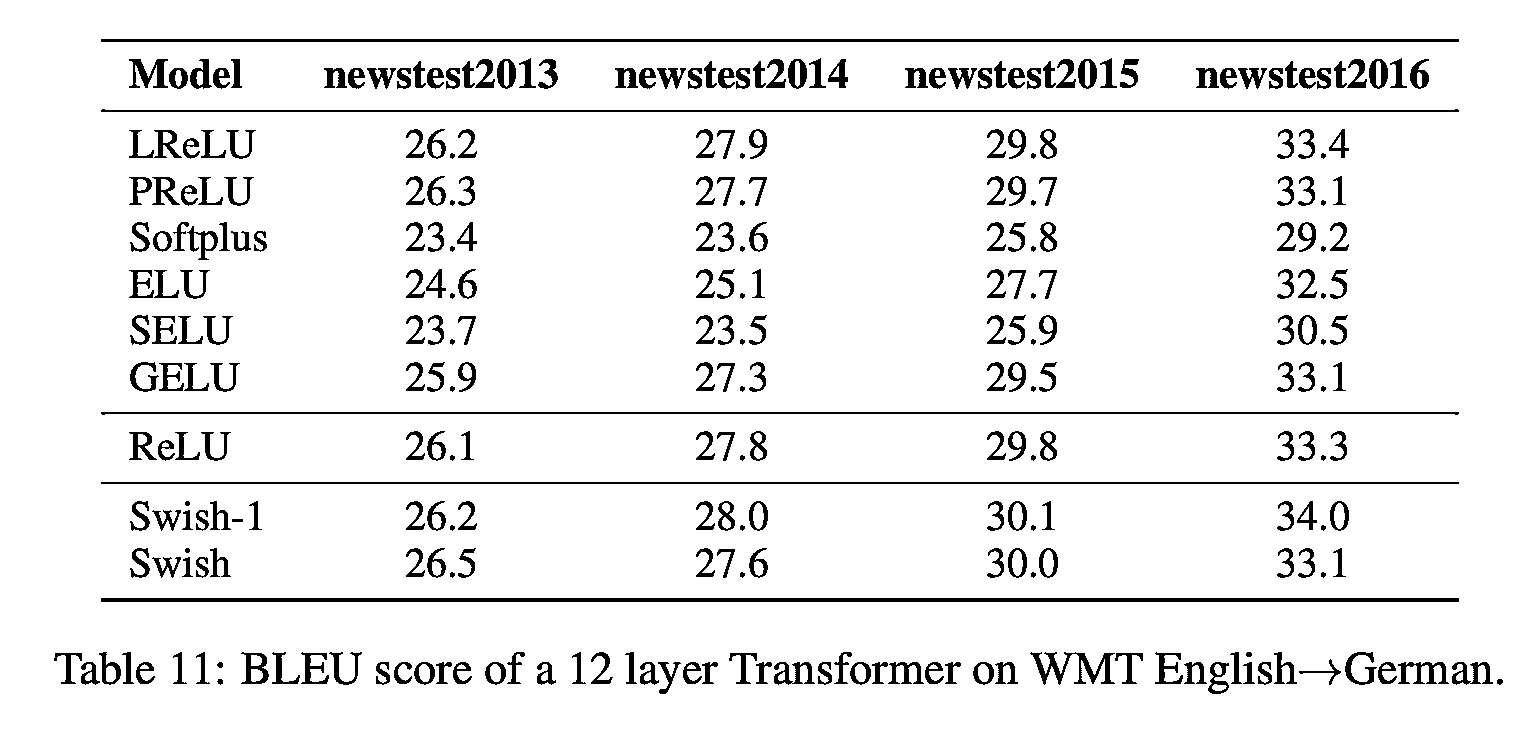 Model newstest2013 newstest2014 newstest2015 newstest2016
LReLU 26.2 27.9 29.8 33.4
PReLU 26.3 27.7 29.7 33.1
Softplus 23.4 23.6 25.8 29.2
ELU 24.6 25.1 27.7 32.5
SELU 23.7 23.5 25.9 30.5
GELU 25.9 27.3 29.5 33.1
ReLU 26.1 27.8 29.8 33.3
Swish-1 26.2 28.0 30.1 34.0
Swish 26.5 27.6 30.0 33.1
Table 11: BLEU score of a 12 layer Transformer on WMT English→German.